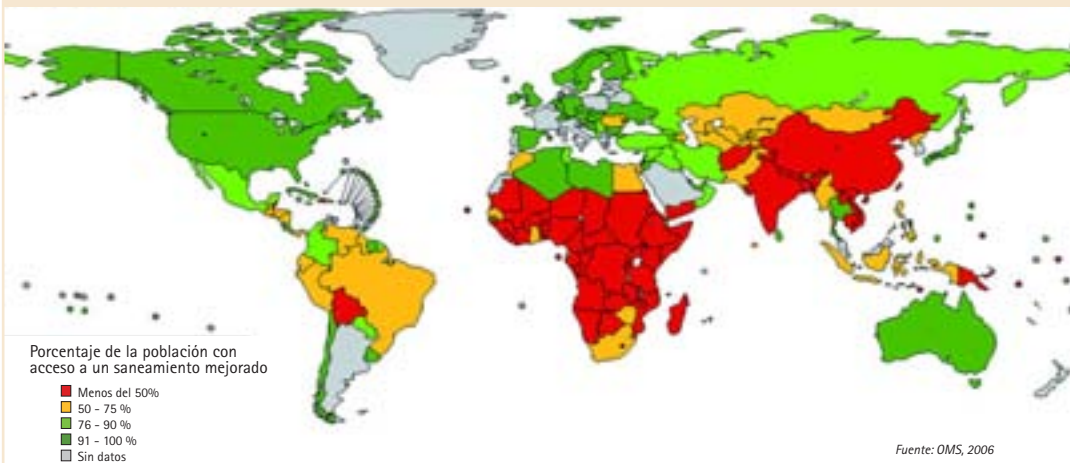 Porcentaje de la población con
acceso a un saneamiento mejorado
Menos del 50%
50 - 75 %
76 - 90 %
91 - 100 %
Sin datos
Fuente: OMS, 2006